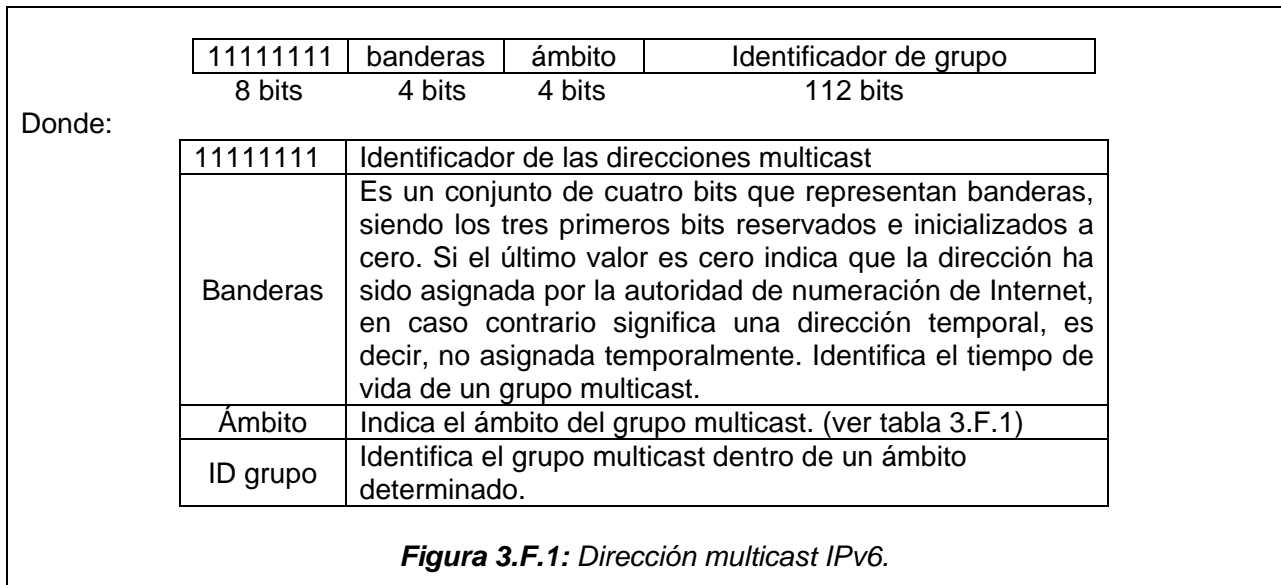 11111111 banderas ámbito Identificador de grupo
8 bits 4 bits 4 bits 112 bits
Donde:
11111111 Identificador de las direcciones multicast
Es un conjunto de cuatro bits que representan banderas,
siendo los tres primeros bits reservados e inicializados a
cero. Si el último valor es cero indica que la dirección ha
Banderas sido asignada por la autoridad de numeración de Internet,
en caso contrario significa una dirección temporal, es
decir, no asignada temporalmente. Identifica el tiempo de
vida de un grupo multicast.
Ámbito Indica el ámbito del grupo multicast. (ver tabla 3.F.1)
ID grupo Identifica el grupo multicast dentro de un ámbito
determinado.
Figura 3.F.1: Dirección multicast IPv6.